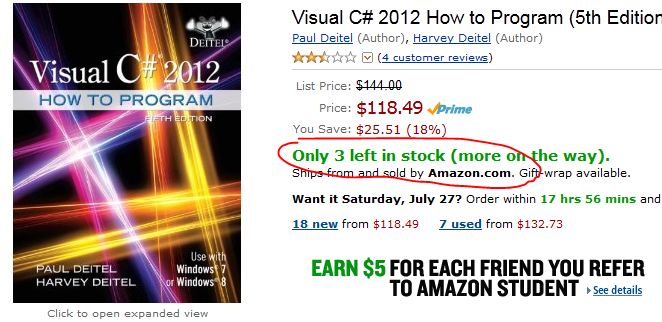 DEITEL®
Visual C#® 2012
HOW TO PROGRAM
FIFTH EDITION
Use with
Windows® 7
or Windows® 8
PAUL DEITEL
HARVEY DEITEL
Click to open expanded view
Visual C# 2012 How to Program (5th Edition
Paul Deitel (Author), Harvey Deitel (Author)
(4 customer reviews)
List Price: $144.00
Price: $118.49 Prime
You Save: $25.51 (18%)
Only 3 left in stock (more on the way).
Ships from and sold by Amazon.com. Gift-wrap available.
Want it Saturday, July 27? Order within 17 hrs 56 mins and
18 new from $118.49 7 used from $132.73
EARN $5 FOR EACH FRIEND YOU REFER
TO AMAZON STUDENT See details